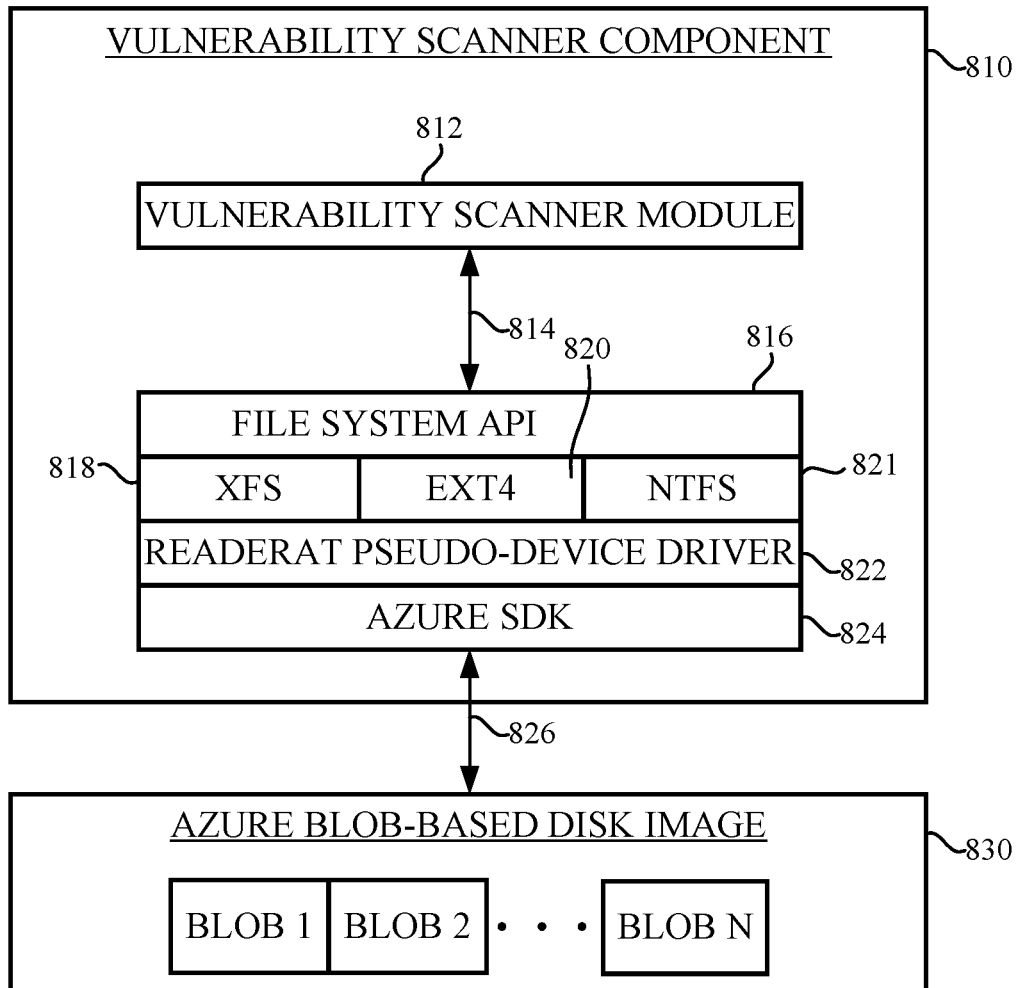 VULNERABILITY SCANNER COMPONENT
810
812
VULNERABILITY SCANNER MODULE
814
820
816
FILE SYSTEM API
818
XFS
EXT4
NTFS
821
READERAT PSEUDO-DEVICE DRIVER
822
AZURE SDK
824
826
AZURE BLOB-BASED DISK IMAGE
830
BLOB 1
BLOB 2
• • •
BLOB N